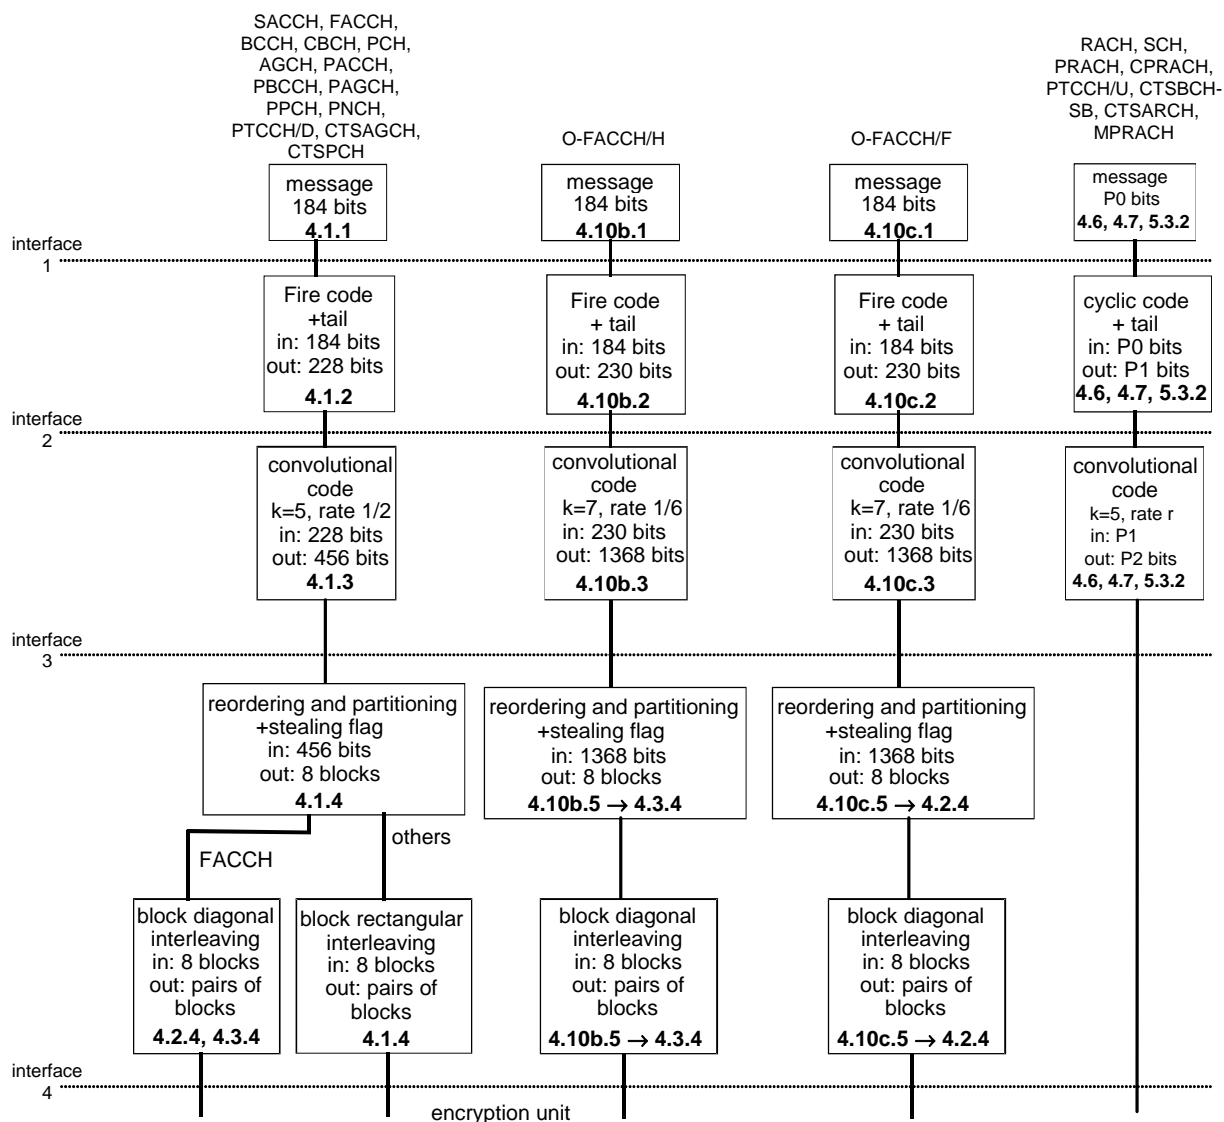 SACCH, FACCH,
BCCH, CBCH, PCH,
AGCH, PACCH,
PBCCH, PAGCH,
PPCH, PNCH,
PTCCH/D, CTSAGCH,
CTSPCH
O-FACCH/H
O-FACCH/F
RACH, SCH,
PRACH, CPRACH,
PTCCH/U, CTSBCH-
SB, CTSARCH,
MPRACH
message
184 bits
4.1.1
message
184 bits
4.10b.1
message
184 bits
4.10c.1
message
P0 bits
4.6, 4.7, 5.3.2
interface
1
Fire code
+tail
in: 184 bits
out: 228 bits
4.1.2
Fire code
+ tail
in: 184 bits
out: 230 bits
4.10b.2
Fire code
+ tail
in: 184 bits
out: 230 bits
4.10c.2
cyclic code
+ tail
in: P0 bits
out: P1 bits
4.6, 4.7, 5.3.2
interface
2
convolutional
code
k=5, rate 1/2
in: 228 bits
out: 456 bits
4.1.3
convolutional
code
k=7, rate 1/6
in: 230 bits
out: 1368 bits
4.10b.3
convolutional
code
k=7, rate 1/6
in: 230 bits
out: 1368 bits
4.10c.3
convolutional
code
k=5, rate r
in: P1
out: P2 bits
4.6, 4.7, 5.3.2
interface
3
reordering and partitioning
+stealing flag
in: 456 bits
out: 8 blocks
4.1.4
reordering and partitioning
+stealing flag
in: 1368 bits
out: 8 blocks
4.10b.5 → 4.3.4
reordering and partitioning
+stealing flag
in: 1368 bits
out: 8 blocks
4.10c.5 → 4.2.4
FACCH
others
block diagonal
interleaving
in: 8 blocks
out: pairs of
blocks
4.2.4, 4.3.4
block rectangular
interleaving
in: 8 blocks
out: pairs of
blocks
4.1.4
block diagonal
interleaving
in: 8 blocks
out: pairs of
blocks
4.10b.5 → 4.3.4
block diagonal
interleaving
in: 8 blocks
out: pairs of
blocks
4.10c.5 → 4.2.4
interface
4
encryption unit